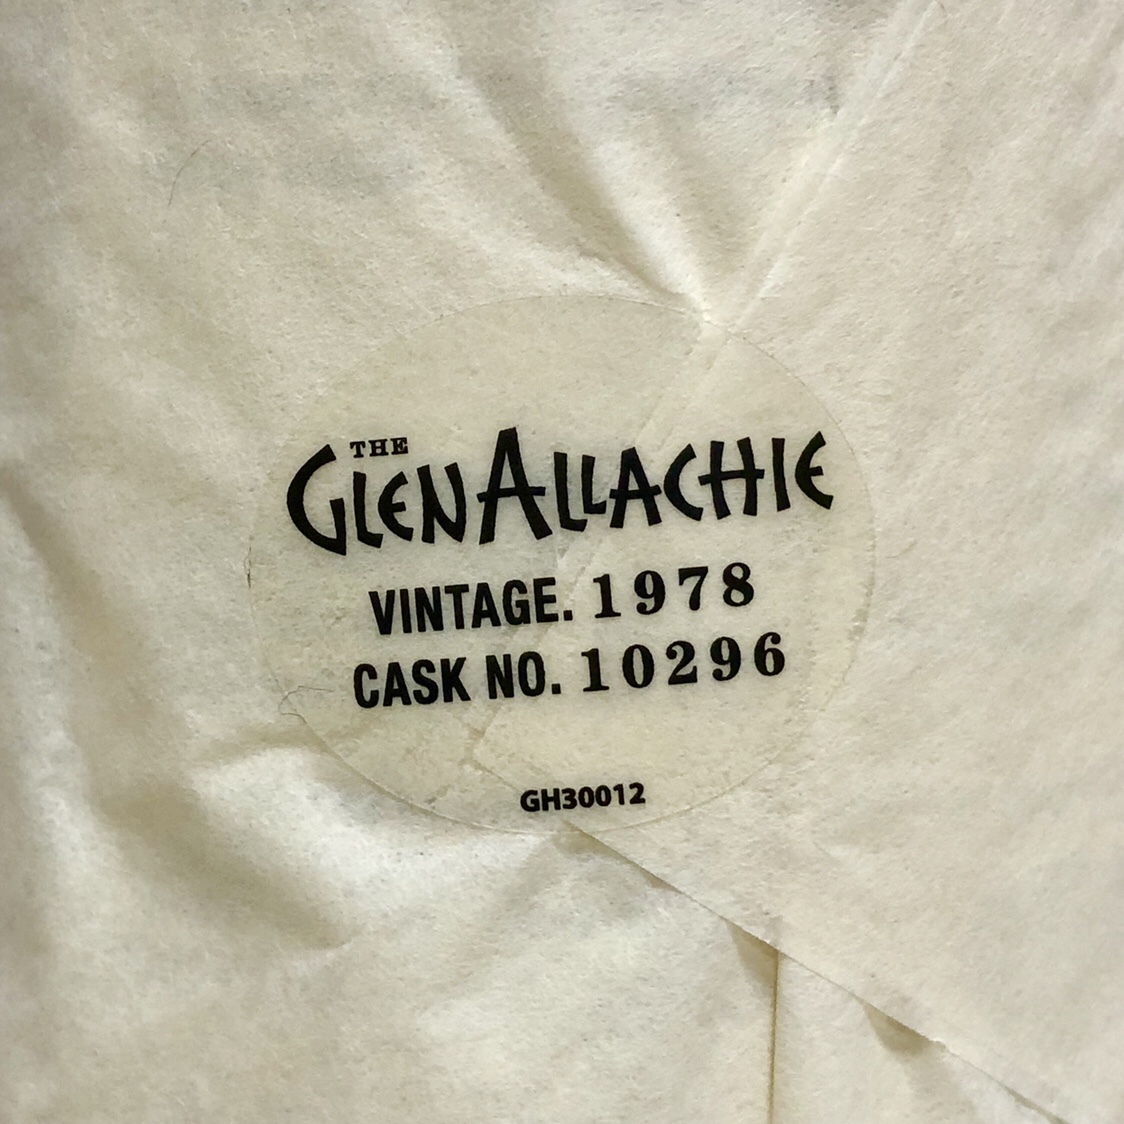 THE
GLENALLACHIE
VINTAGE. 1978
CASK NO. 10296
GH30012